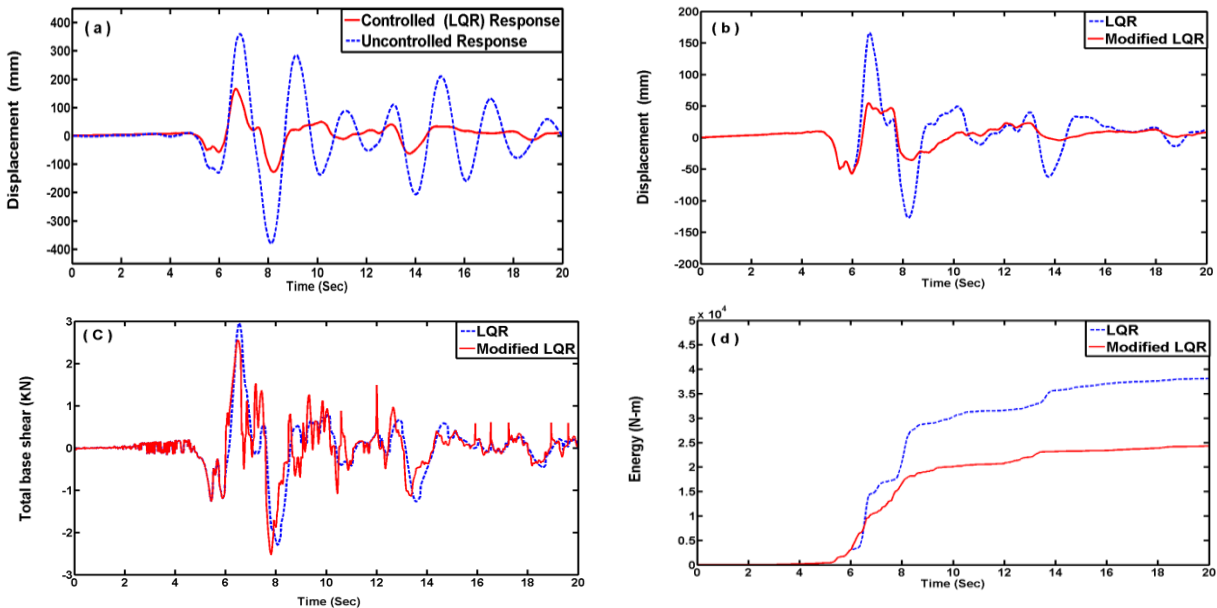 ( a )
Controlled (LQR) Response
Uncontrolled Response
Displacement (mm)
400
300
200
100
0
-100
-200
-300
-400
0 2 4 6 8 10 12 14 16 18 20
Time (Sec)
( b )
LQR
Modified LQR
Displacement (mm)
200
150
100
50
0
-50
-100
-150
-200
0 2 4 6 8 10 12 14 16 18 20
Time (Sec)
( C )
LQR
Modified LQR
Total base shear (KN)
3
2
1
0
-1
-2
-3
0 2 4 6 8 10 12 14 16 18 20
Time (Sec)
x 10^4
( d )
LQR
Modified LQR
Energy (N-m)
5
4.5
4
3.5
3
2.5
2
1.5
1
0.5
0
0 2 4 6 8 10 12 14 16 18 20
Time (Sec)